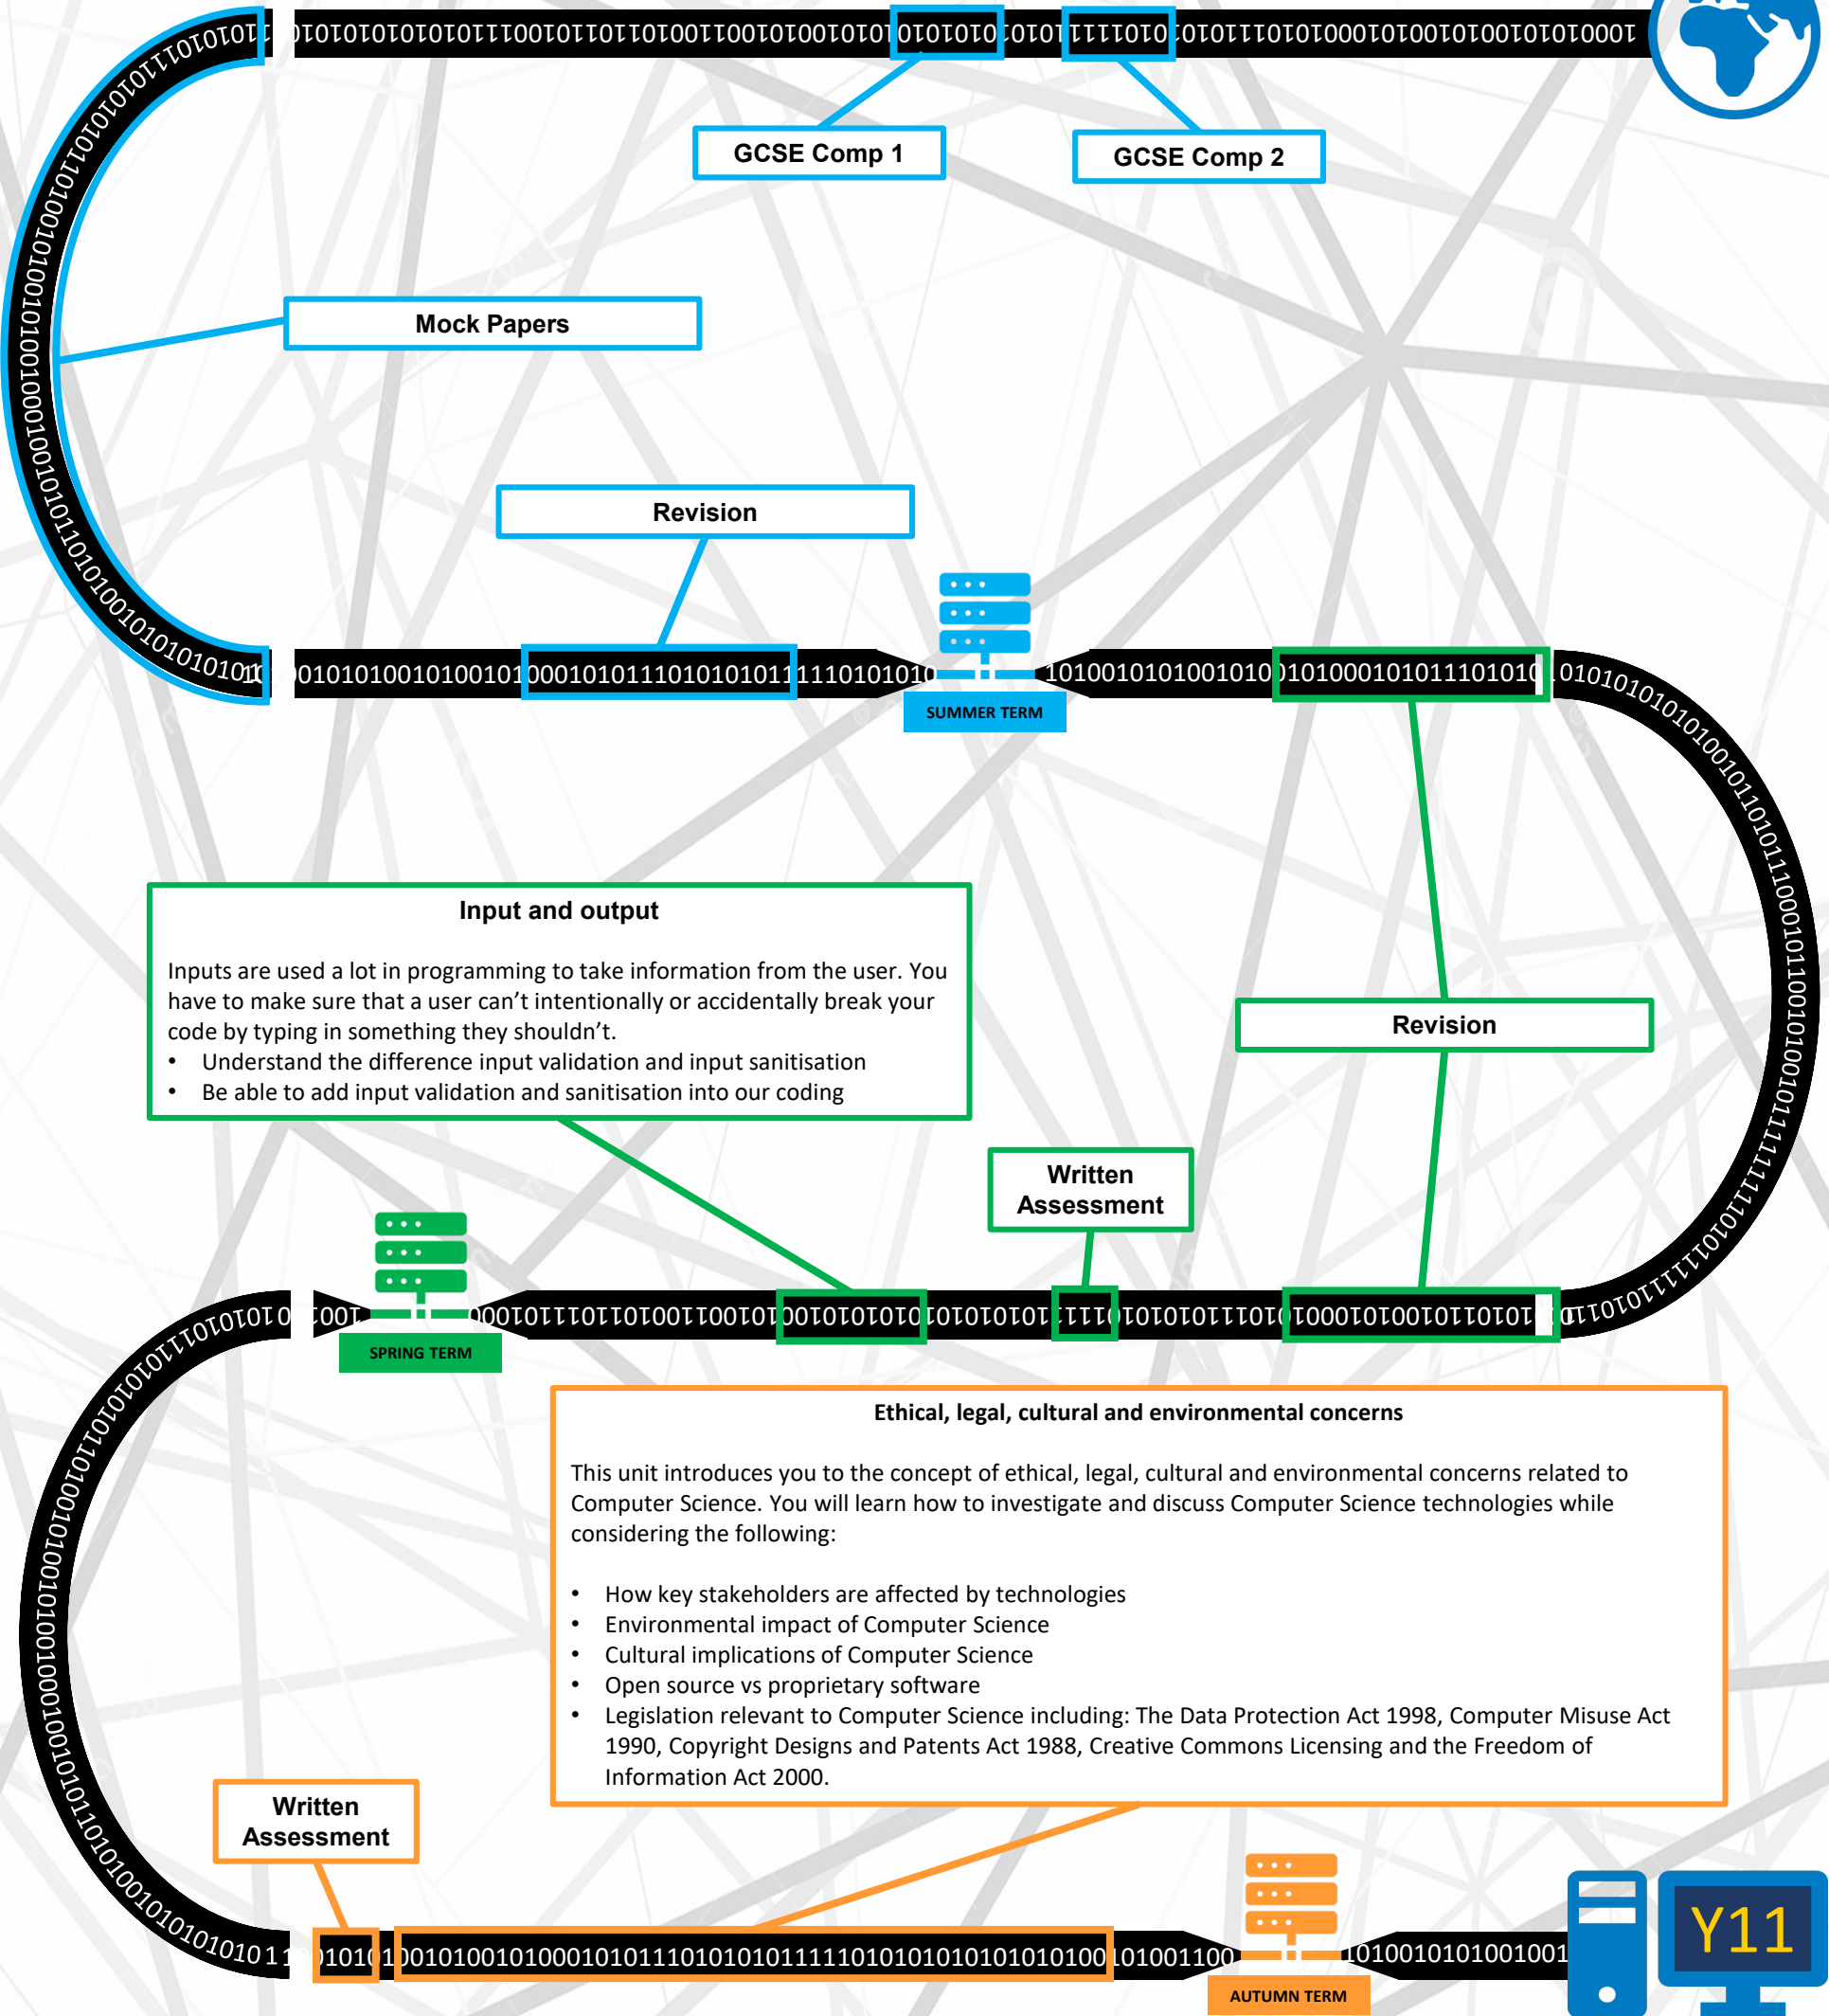 GCSE Comp 1
GCSE Comp 2
Mock Papers
Revision
SUMMER TERM
Input and output
Inputs are used a lot in programming to take information from the user. You
have to make sure that a user can’t intentionally or accidentally break your
code by typing in something they shouldn’t.
• Understand the difference input validation and input sanitisation
• Be able to add input validation and sanitisation into our coding
Revision
Written
Assessment
SPRING TERM
Ethical, legal, cultural and environmental concerns
This unit introduces you to the concept of ethical, legal, cultural and environmental concerns related to
Computer Science. You will learn how to investigate and discuss Computer Science technologies while
considering the following:
• How key stakeholders are affected by technologies
• Environmental impact of Computer Science
• Cultural implications of Computer Science
• Open source vs proprietary software
• Legislation relevant to Computer Science including: The Data Protection Act 1998, Computer Misuse Act
1990, Copyright Designs and Patents Act 1988, Creative Commons Licensing and the Freedom of
Information Act 2000.
Written
Assessment
Y11
AUTUMN TERM